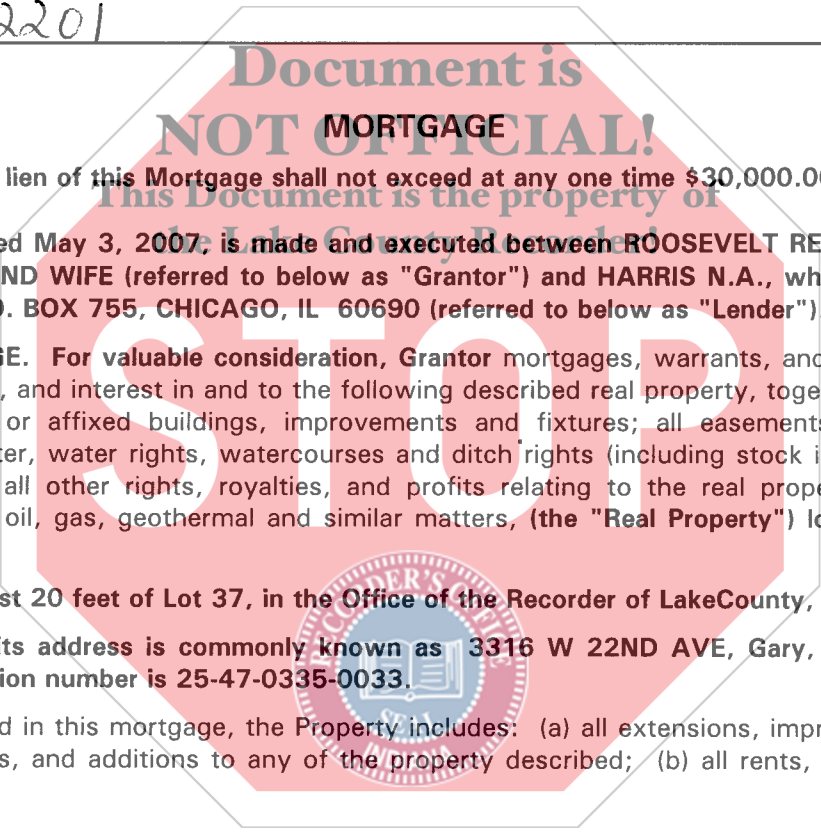 2201
Document is
NOT OFFICIAL!
MORTGAGE
lien of this Mortgage shall not exceed at any one time $30,000.00
This Document is the property of
the Lake County Recorder!
ed May 3, 2007, is made and executed between ROOSEVELT RE
ND WIFE (referred to below as "Grantor") and HARRIS N.A., wh
O. BOX 755, CHICAGO, IL 60690 (referred to below as "Lender")
GE. For valuable consideration, Grantor mortgages, warrants, and
, and interest in and to the following described real property, toge
or affixed buildings, improvements and fixtures; all easements
ter, water rights, watercourses and ditch rights (including stock i
all other rights, royalties, and profits relating to the real prope
oil, gas, geothermal and similar matters, (the "Real Property") lo
STOP
st 20 feet of Lot 37, in the Office of the Recorder of LakeCounty,
its address is commonly known as 3316 W 22ND AVE, Gary,
ion number is 25-47-0335-0033.
d in this mortgage, the Property includes: (a) all extensions, impr
s, and additions to any of the property described; (b) all rents,
RECORDER'S OFFICE
SEAL
INDIANA